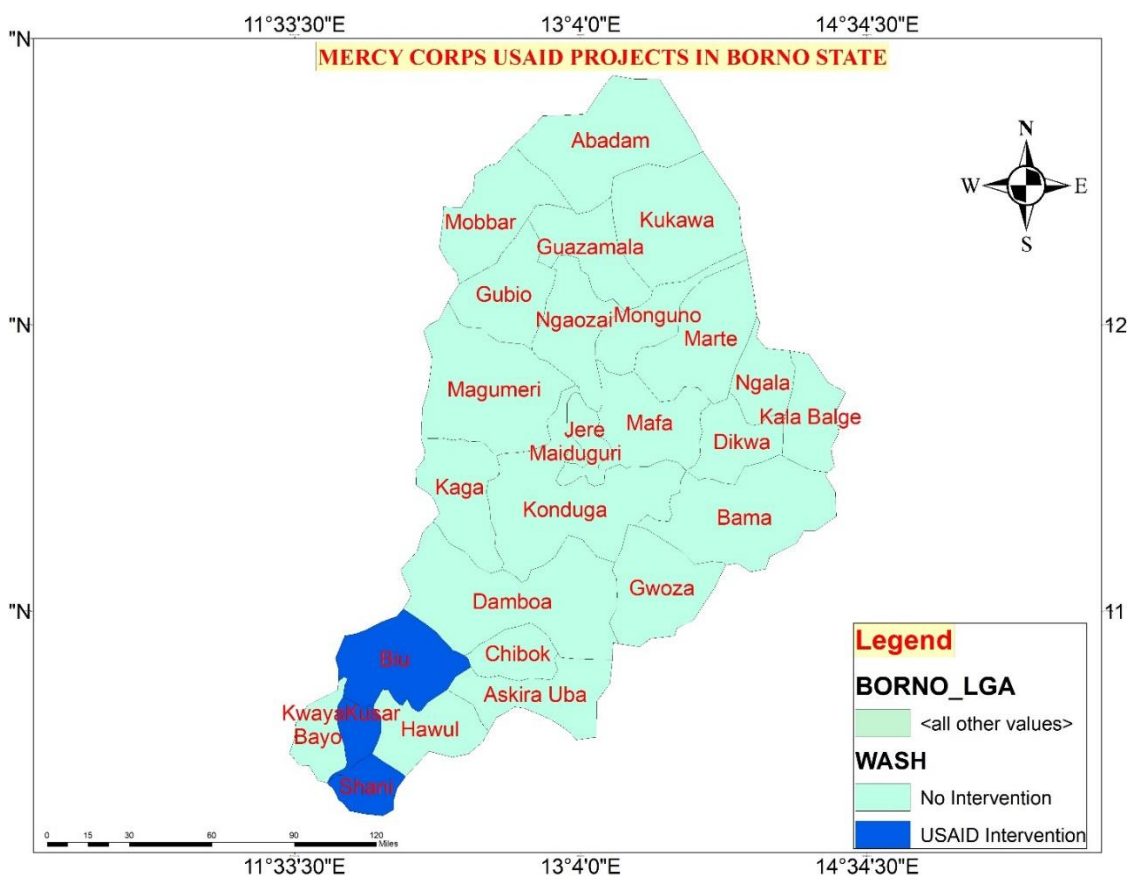 11°33'30"E 13°4'0"E 14°34'30"E
"N
MERCY CORPS USAID PROJECTS IN BORNO STATE
N
W E
S
Abadam
Mobbar
Kukawa
Guazamala
Gubio
Ngaozai
Monguno
Marte
"N
12
Magumeri
Ngala
Kala Balge
Jere
Mafa
Dikwa
Maiduguri
Kaga
Konduga
Bama
Gwoza
Damboa
"N
11
Chibok
Biu
Askira Uba
Kwaya Kusar
Hawul
Bayo
Shani
Legend
BORNO_LGA
<all other values>
WASH
No Intervention
USAID Intervention
0 15 30 60 90 120
Miles
11°33'30"E 13°4'0"E 14°34'30"E